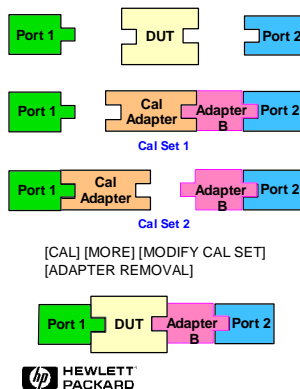 Port 1 DUT Port 2
Port 1 Cal Adapter Adapter B Port 2
Cal Set 1
Port 1 Cal Adapter Adapter B Port 2
Cal Set 2
[CAL] [MORE] [MODIFY CAL SET]
[ADAPTER REMOVAL]
Port 1 DUT Adapter B Port 2
hp HEWLETT
PACKARD